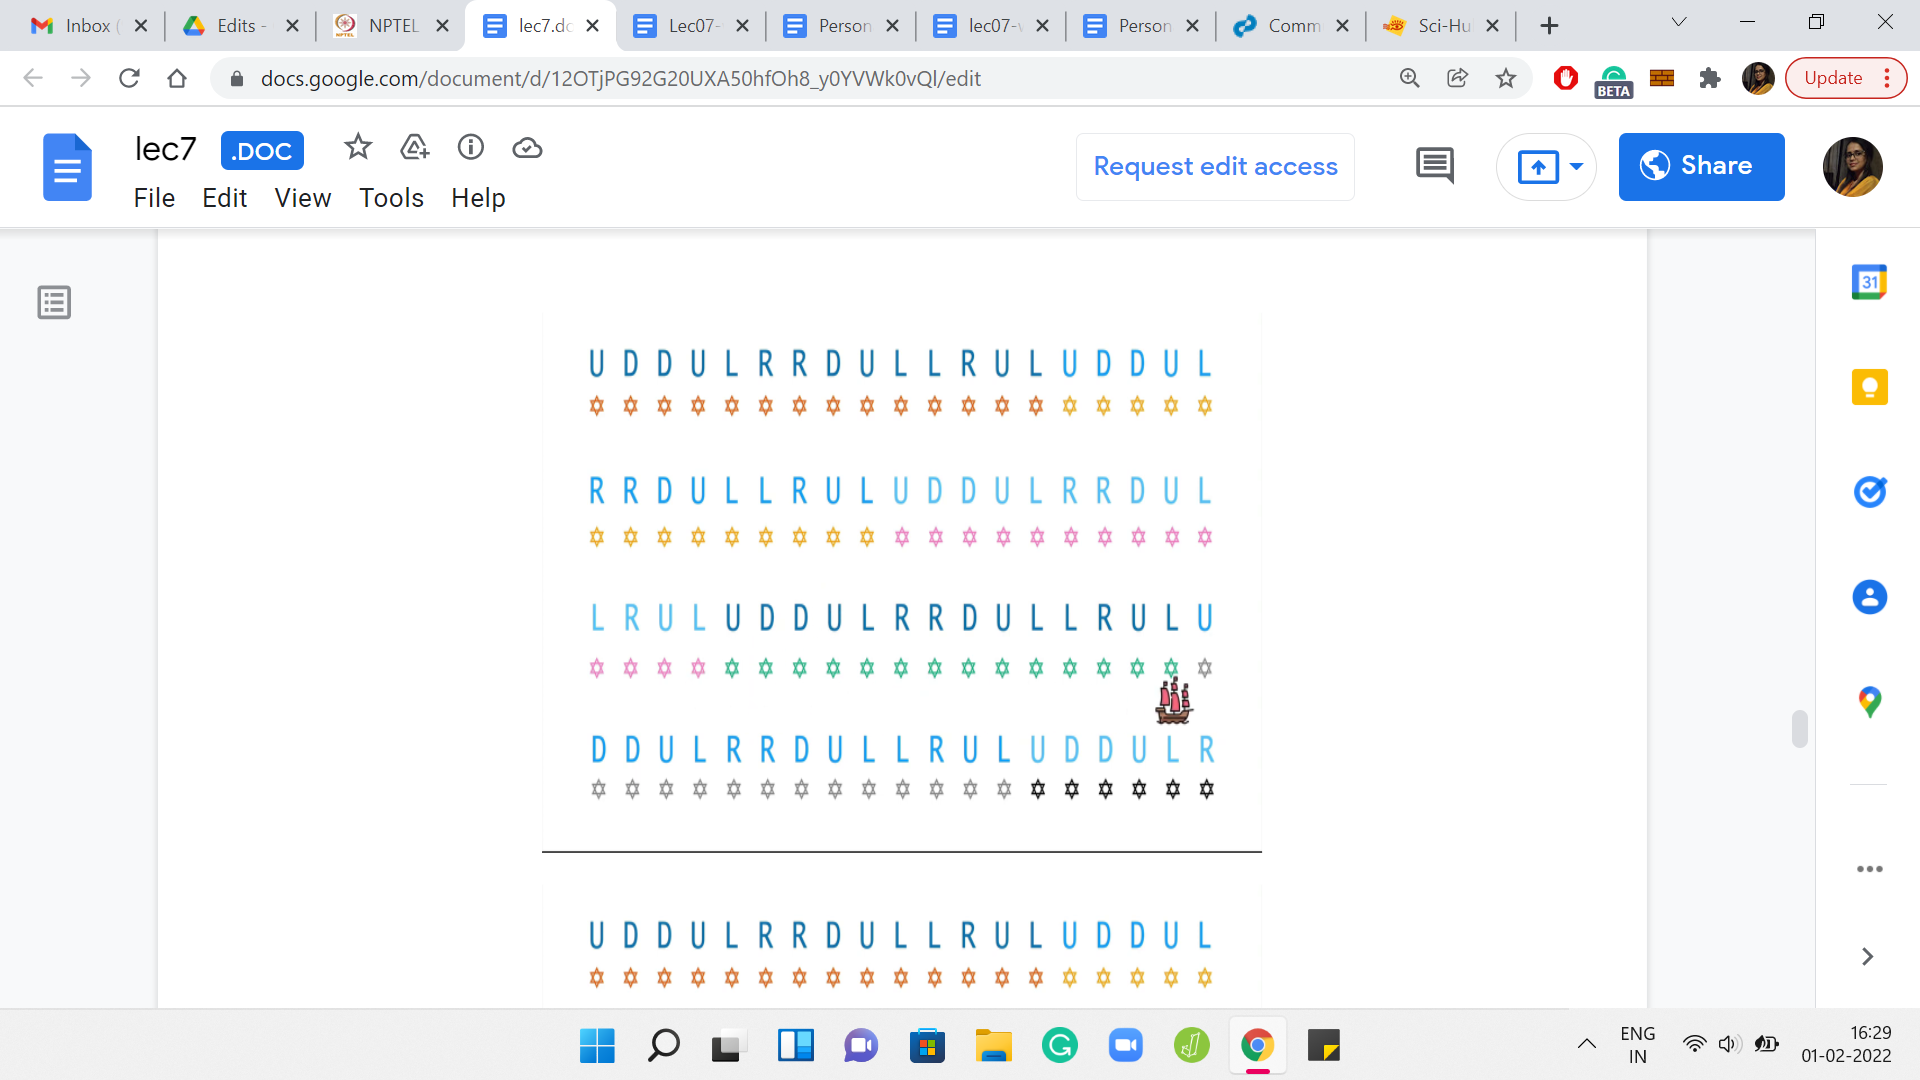 Inbox (
Edits -
NPTEL
lec7.dc
Lec07-
Person
lec07-v
Person
Comm
Sci-Hu
docs.google.com/document/d/12OTjPG92G20UXA50hfOh8_y0YVWk0vQl/edit
BETA
Update
lec7 .DOC
File Edit View Tools Help
Request edit access
Share
31
U D D U L R R D U L L R U L U D D U L
R R D U L L R U L U D D U L R R D U L
L R U L U D D U L R R D U L L R U L U
D D U L R R D U L L R U L U D D U L R
U D D U L R R D U L L R U L U D D U L
ENG
IN
16:29
01-02-2022